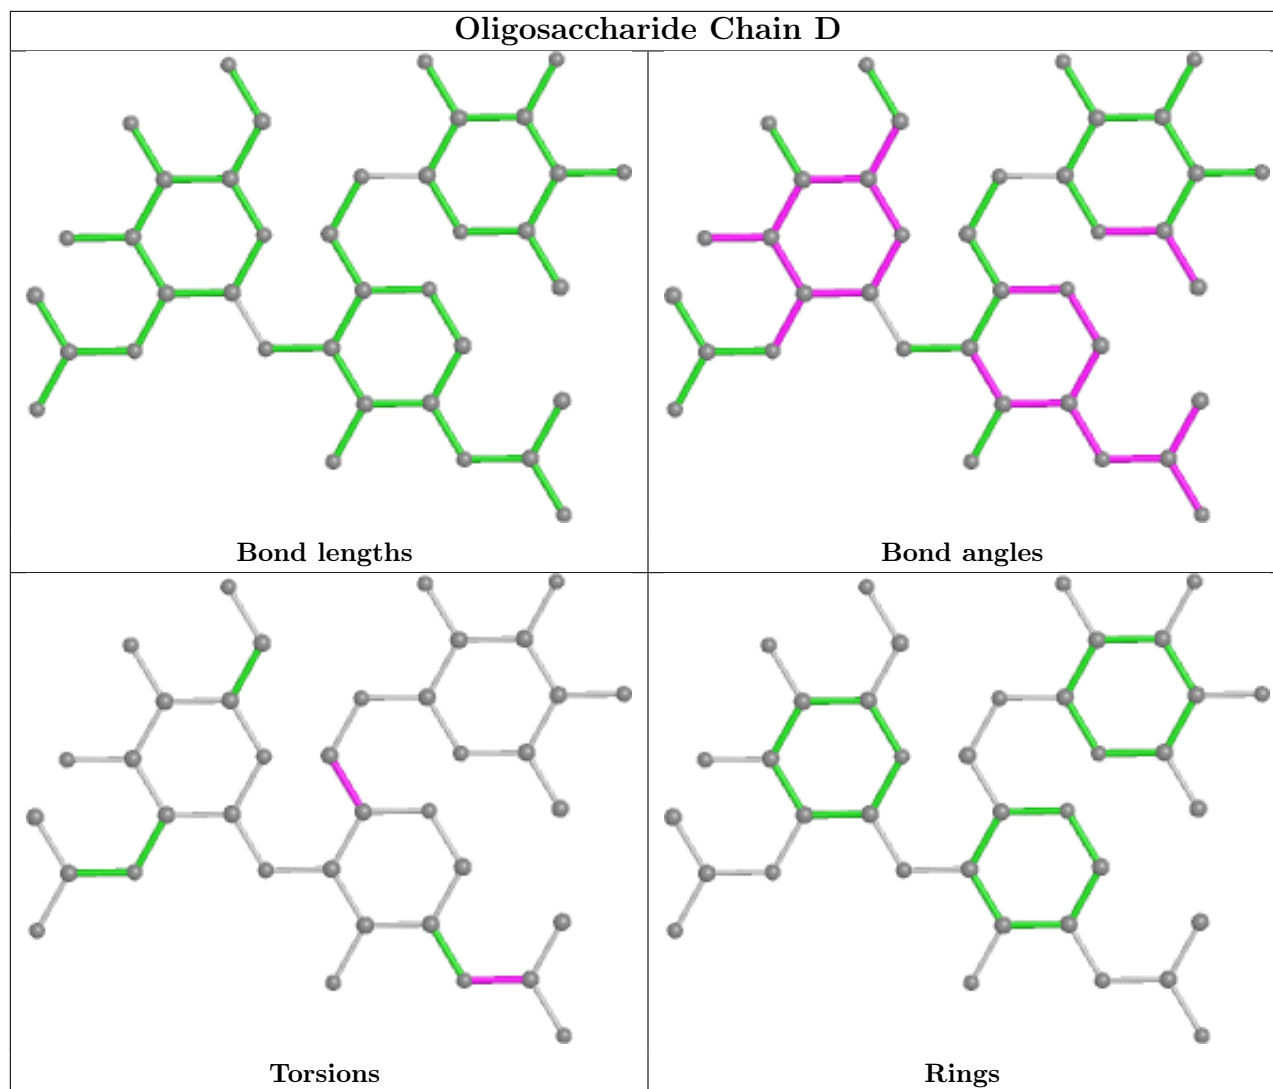 Oligosaccharide Chain D
Bond lengths
Bond angles
Torsions
Rings